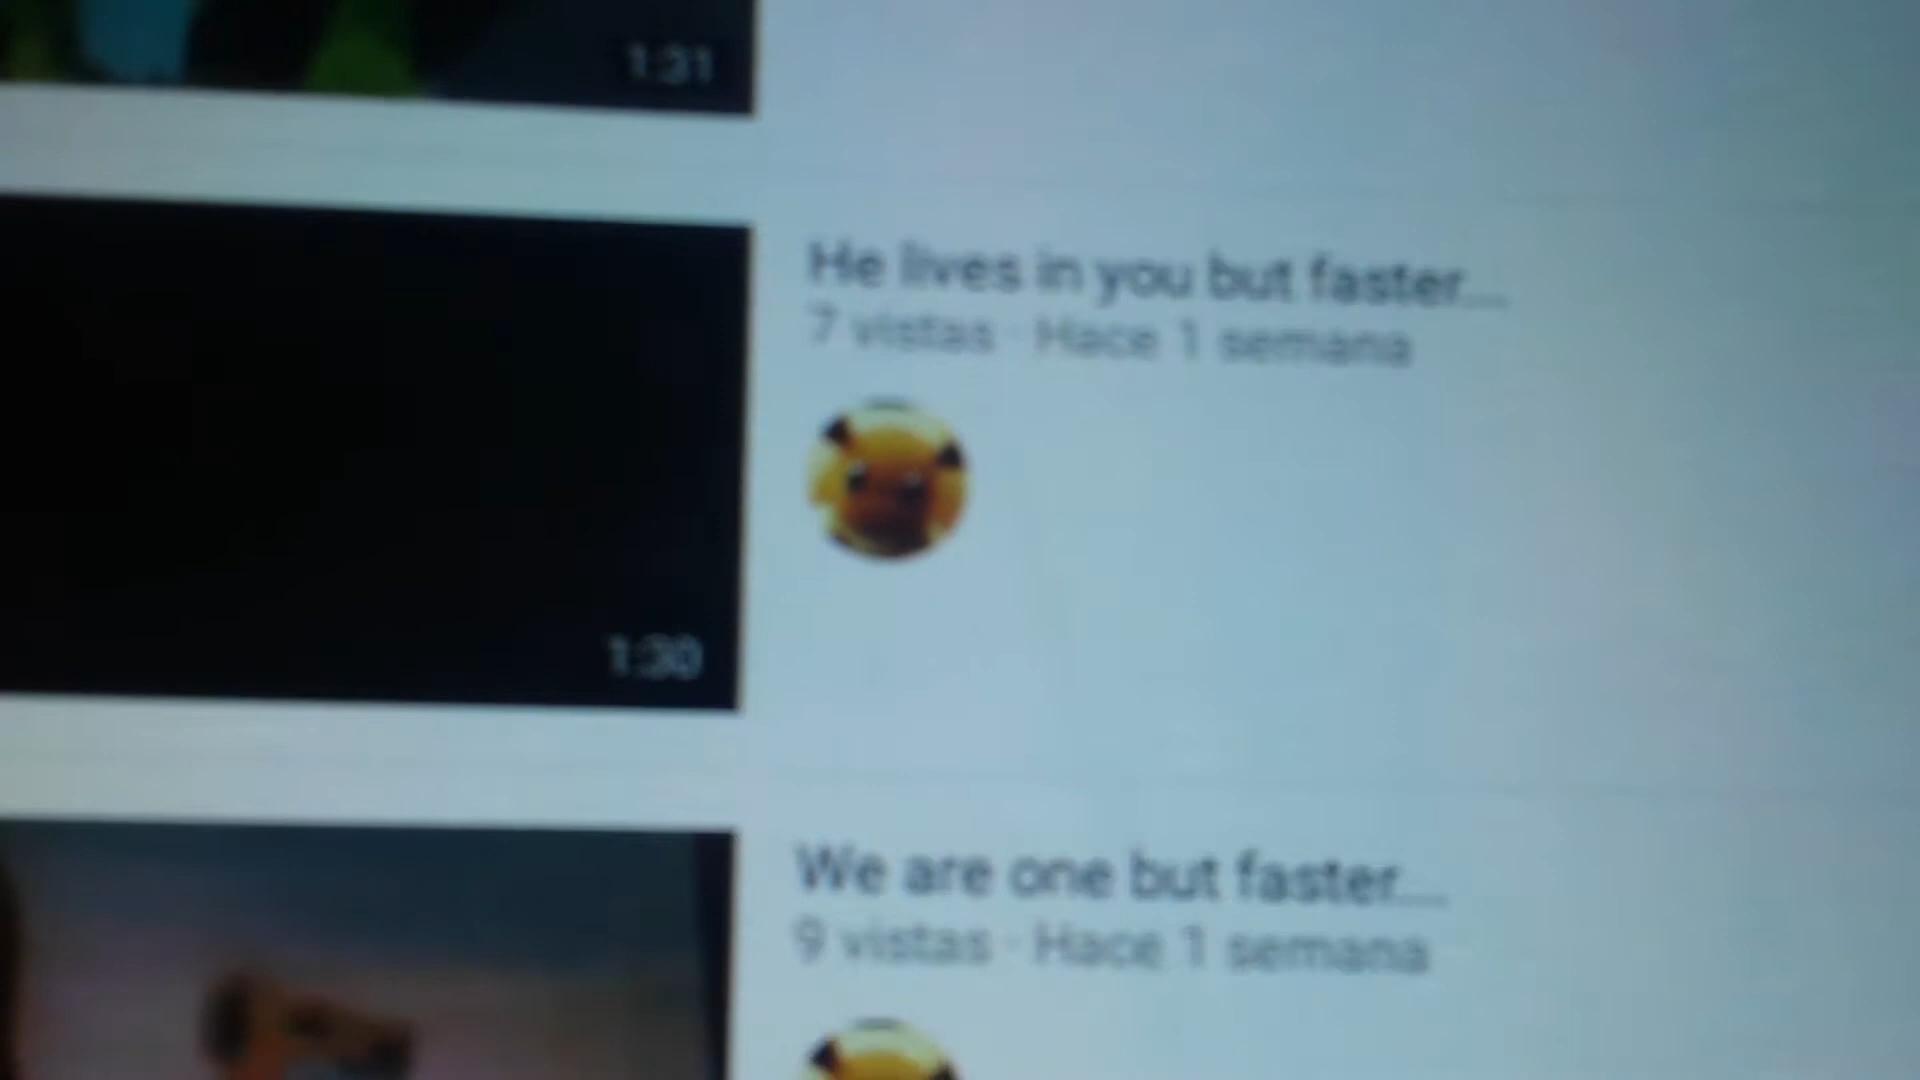 1:31
He lives in you but faster...
7 vistas · Hace 1 semana
1:30
We are one but faster....
9 vistas · Hace 1 semana